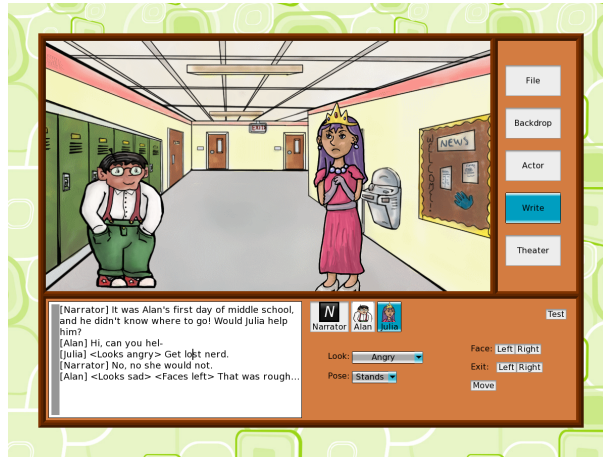 File
Backdrop
Actor
Write
Theater
EXIT
NEWS
WELCOME
[Narrator] It was Alan's first day of middle school,
and he didn't know where to go! Would Julia help
him?
[Alan] Hi, can you hel-
[Julia] <Looks angry> Get lost nerd.
[Narrator] No, no she would not.
[Alan] <Looks sad> <Faces left> That was rough...
N
Narrator Alan Julia
Test
Look: Angry
Pose: Stands
Face: Left Right
Exit: Left Right
Move